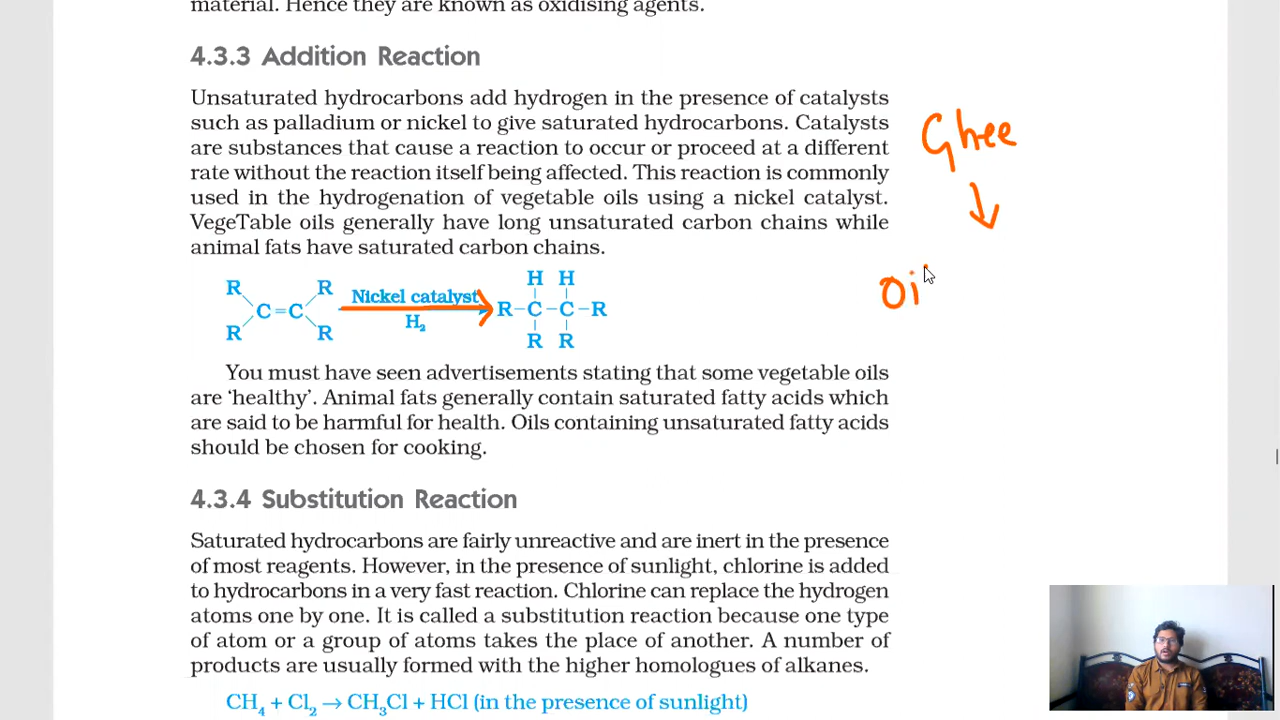 material. Hence they are known as oxidising agents.
4.3.3 Addition Reaction
Unsaturated hydrocarbons add hydrogen in the presence of catalysts
such as palladium or nickel to give saturated hydrocarbons. Catalysts
are substances that cause a reaction to occur or proceed at a different
rate without the reaction itself being affected. This reaction is commonly
used in the hydrogenation of vegetable oils using a nickel catalyst.
VegeTable oils generally have long unsaturated carbon chains while
animal fats have saturated carbon chains.
Ghee
↓
Oi
H H
R R Nickel catalyst
C=C R-C-C-R
R R H₂
R R
You must have seen advertisements stating that some vegetable oils
are ‘healthy’. Animal fats generally contain saturated fatty acids which
are said to be harmful for health. Oils containing unsaturated fatty acids
should be chosen for cooking.
4.3.4 Substitution Reaction
Saturated hydrocarbons are fairly unreactive and are inert in the presence
of most reagents. However, in the presence of sunlight, chlorine is added
to hydrocarbons in a very fast reaction. Chlorine can replace the hydrogen
atoms one by one. It is called a substitution reaction because one type
of atom or a group of atoms takes the place of another. A number of
products are usually formed with the higher homologues of alkanes.
CH₄ + Cl₂ → CH₃Cl + HCl (in the presence of sunlight)